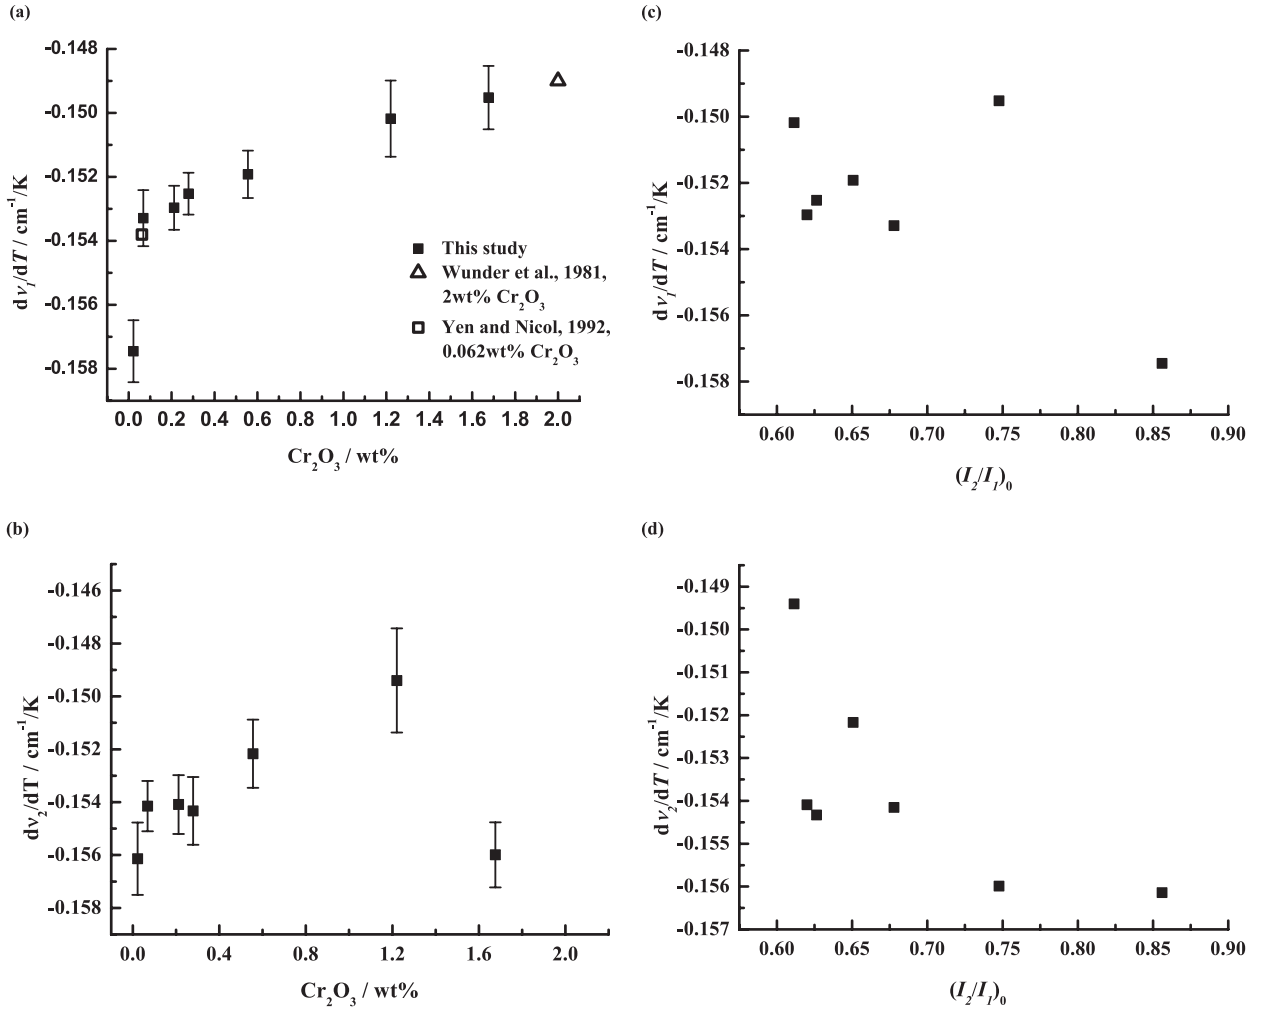 (a)
-0.148
-0.150
-0.152
-0.154
-0.156
-0.158
dν₁/dT / cm⁻¹/K
This study
Wunder et al., 1981,
2wt% Cr₂O₃
Yen and Nicol, 1992,
0.062wt% Cr₂O₃
0.0 0.2 0.4 0.6 0.8 1.0 1.2 1.4 1.6 1.8 2.0
Cr₂O₃ / wt%
(c)
-0.148
-0.150
-0.152
-0.154
-0.156
-0.158
dν₁/dT / cm⁻¹/K
0.60 0.65 0.70 0.75 0.80 0.85 0.90
(I₂/I₁)₀
(b)
-0.146
-0.148
-0.150
-0.152
-0.154
-0.156
-0.158
dν₂/dT / cm⁻¹/K
0.0 0.4 0.8 1.2 1.6 2.0
Cr₂O₃ / wt%
(d)
-0.149
-0.150
-0.151
-0.152
-0.153
-0.154
-0.155
-0.156
-0.157
dν₂/dT / cm⁻¹/K
0.60 0.65 0.70 0.75 0.80 0.85 0.90
(I₂/I₁)₀